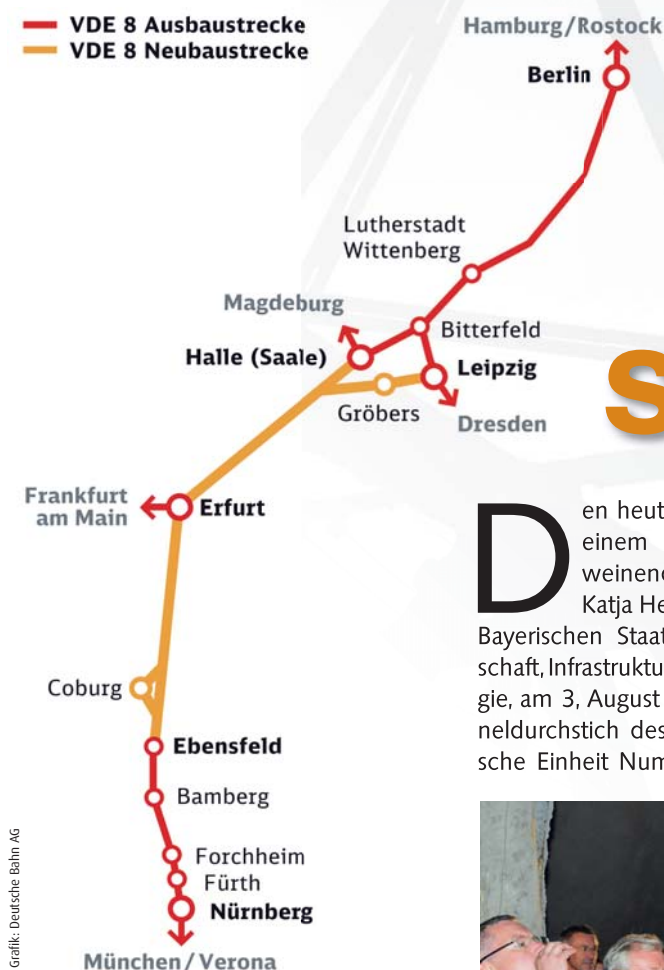 VDE 8 Ausbaustrecke
VDE 8 Neubaustrecke
Hamburg/Rostock
Berlin
Lutherstadt
Wittenberg
Magdeburg
Bitterfeld
Halle (Saale)
Leipzig
Gröbers
Dresden
Frankfurt
am Main
Erfurt
Coburg
Ebensfeld
Bamberg
Forchheim
Fürth
Nürnberg
München/Verona
Grafik: Deutsche Bahn AG
S
Den heut
einem
weinend
Katja He
Bayerischen Staat
schaft, Infrastruktu
gie, am 3, August
neldurchstich des
sche Einheit Num